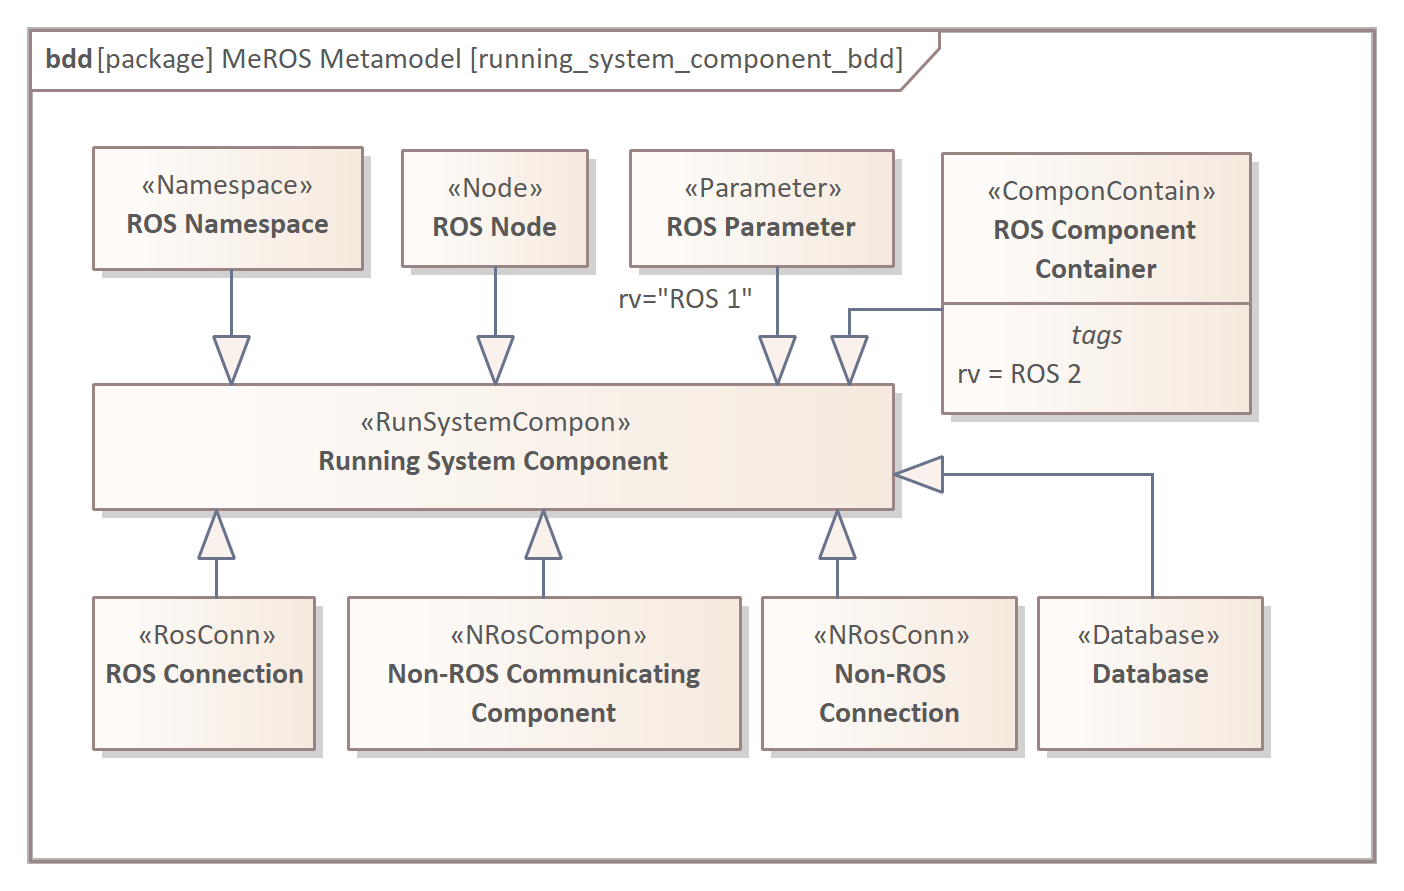 bdd [package] MeROS Metamodel [running_system_component_bdd]
«Namespace»
ROS Namespace
«Node»
ROS Node
«Parameter»
ROS Parameter
«ComponContain»
ROS Component
Container
tags
rv = ROS 2
rv="ROS 1"
«RunSystemCompon»
Running System Component
«RosConn»
ROS Connection
«NRosCompon»
Non-ROS Communicating
Component
«NRosConn»
Non-ROS
Connection
«Database»
Database